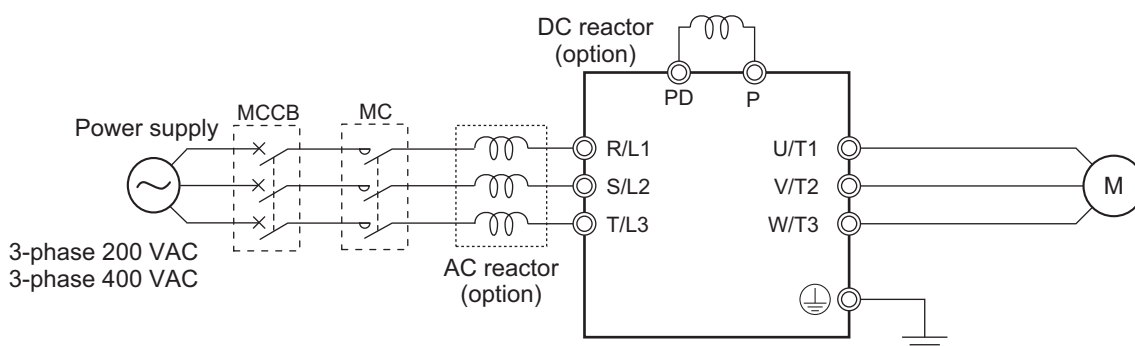 DC reactor
(option)
PD
P
MCCB
MC
Power supply
R/L1
U/T1
S/L2
V/T2
M
T/L3
W/T3
3-phase 200 VAC
3-phase 400 VAC
AC reactor
(option)